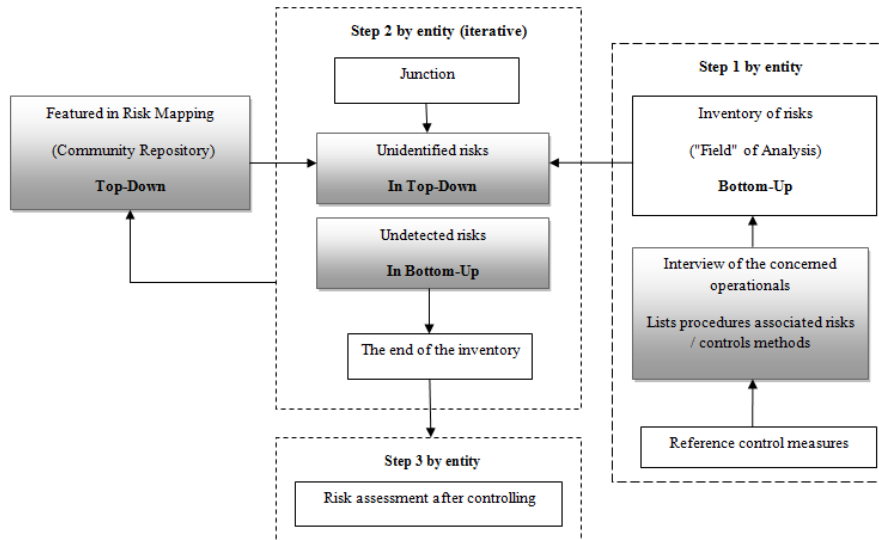 Step 2 by entity (iterative)
Junction
Step 1 by entity
Featured in Risk Mapping
(Community Repository)
Top-Down
Unidentified risks
In Top-Down
Inventory of risks
("Field" of Analysis)
Bottom-Up
Undetected risks
In Bottom-Up
Interview of the concerned
operationals
Lists procedures associated risks
/ controls methods
The end of the inventory
Reference control measures
Step 3 by entity
Risk assessment after controlling